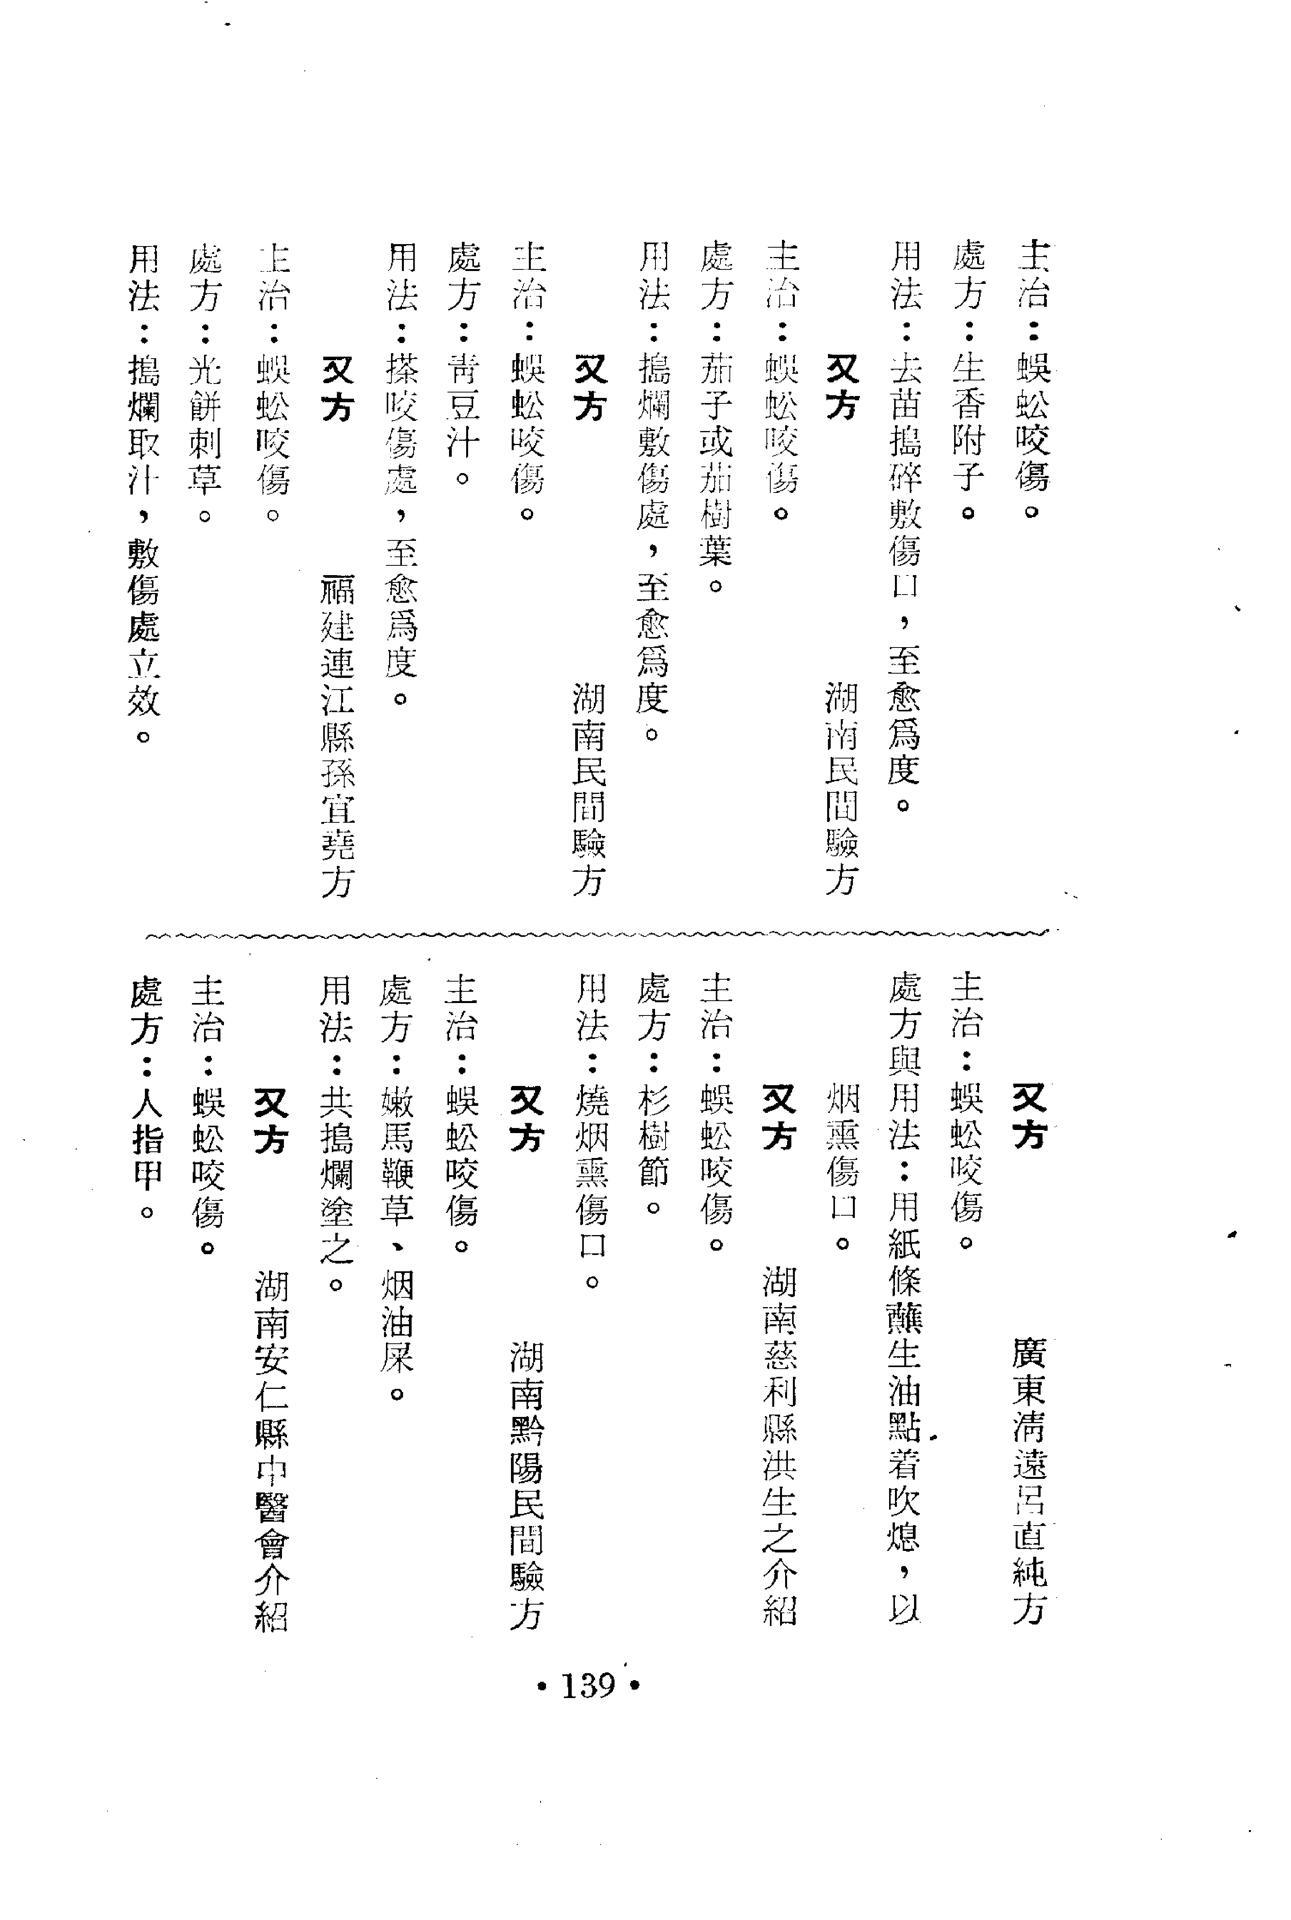 主治：蜈蚣咬傷。
處方：生香附子。
用法：去苗搗碎敷傷口，至愈爲度。
又方　湖南民間驗方
主治：蜈蚣咬傷。
處方：茄子或茄樹葉。
用法：搗爛敷傷處，至愈爲度。
又方　湖南民間驗方
主治：蜈蚣咬傷。
處方：靑豆汁。
用法：搽咬傷處，至愈爲度。
又方　福建連江縣孫宜堯方
主治：蜈蚣咬傷。
處方：光餅刺草。
用法：搗爛取汁，敷傷處立效。
又方　廣東淸遠呂直純方
主治：蜈蚣咬傷。
處方與用法：用紙條蘸生油點着吹熄，以
烟熏傷口。
又方　湖南慈利縣洪生之介紹
主治：蜈蚣咬傷。
處方：杉樹節。
用法：燒烟熏傷口。
又方　湖南黔陽民間驗方
主治：蜈蚣咬傷。
處方：嫩馬鞭草、烟油屎。
用法：共搗爛塗之。
又方　湖南安仁縣中醫會介紹
主治：蜈蚣咬傷。
處方：人指甲。
• 139 •